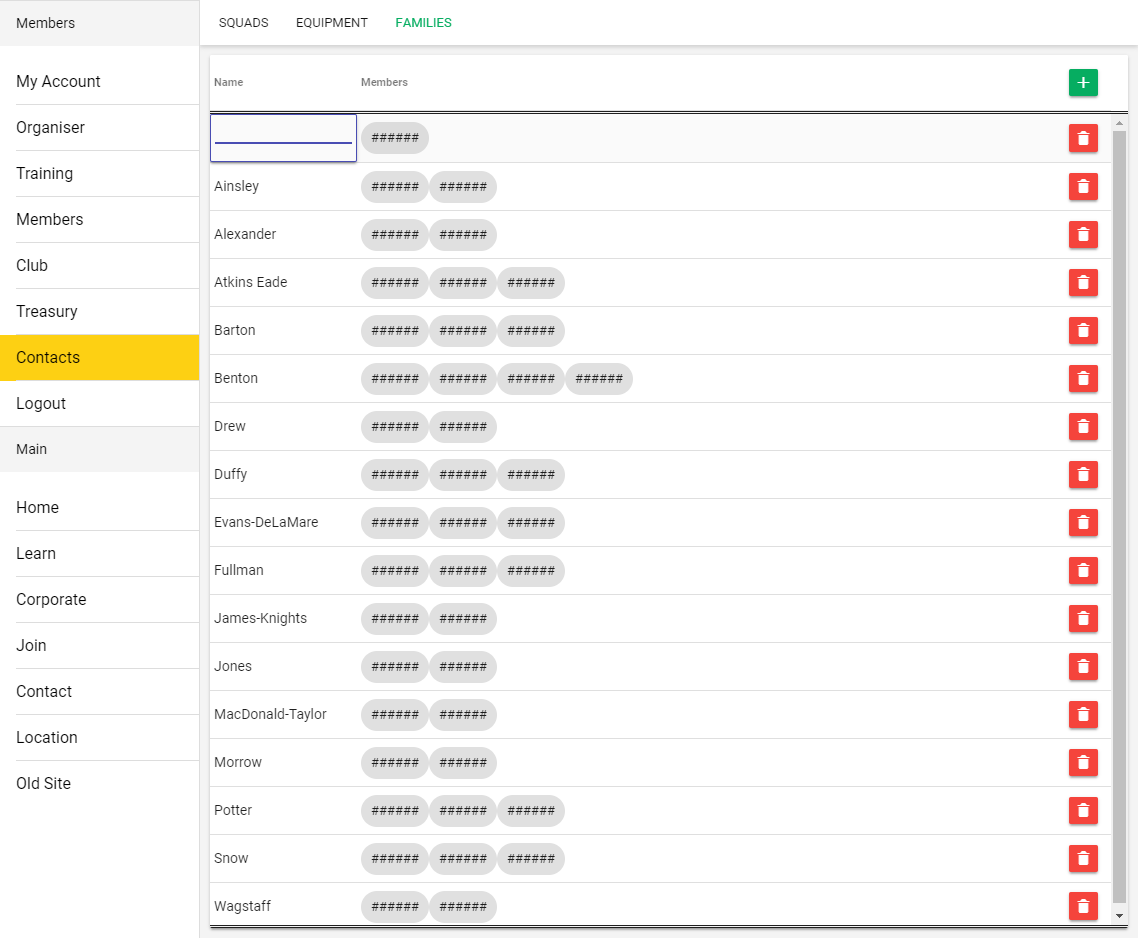 Members
My Account
Organiser
Training
Members
Club
Treasury
Contacts
Logout
Main
Home
Learn
Corporate
Join
Contact
Location
Old Site
SQUADS EQUIPMENT FAMILIES
Name Members +
######
Ainsley ###### ######
Alexander ###### ######
Atkins Eade ###### ###### ######
Barton ###### ###### ######
Benton ###### ###### ###### ######
Drew ###### ######
Duffy ###### ###### ######
Evans-DeLaMare ###### ###### ######
Fullman ###### ###### ######
James-Knights ###### ######
Jones ###### ######
MacDonald-Taylor ###### ######
Morrow ###### ######
Potter ###### ###### ######
Snow ###### ###### ######
Wagstaff ###### ######